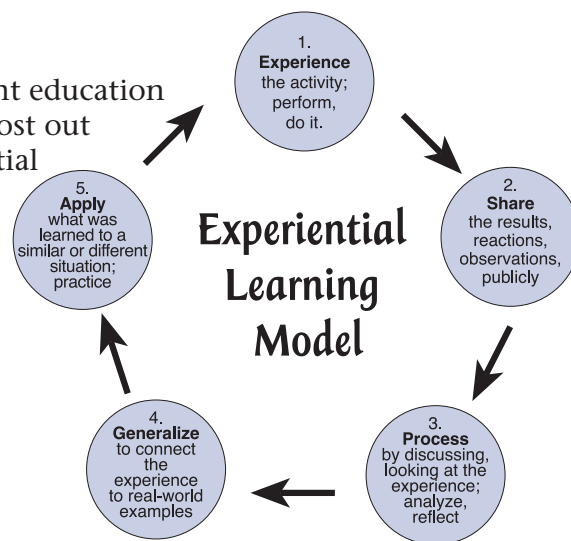 nt education
ost out
tial
1.
Experience
the activity;
perform,
do it.
2.
Share
the results,
reactions,
observations,
publicly
3.
Process
by discussing,
looking at the
experience;
analyze,
reflect
4.
Generalize
to connect
the
experience
to real-world
examples
5.
Apply
what was
learned to a
similar or different
situation;
practice
Experiential
Learning
Model